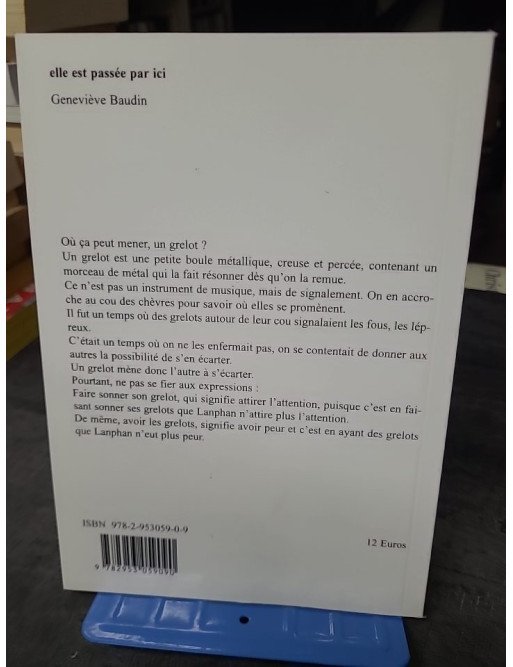 elle est passée par ici
Geneviève Baudin
Où ça peut mener, un grelot ?
Un grelot est une petite boule métallique, creuse et percée, contenant un
morceau de métal qui la fait résonner dès qu'on la remue.
Ce n'est pas un instrument de musique, mais de signalement. On en accro-
che au cou des chèvres pour savoir où elles se promènent.
Il fut un temps où des grelots autour de leur cou signalaient les fous, les lép-
reux.
C'était un temps où on ne les enfermait pas, on se contentait de donner aux
autres la possibilité de s'en écarter.
Un grelot mène donc l'autre à s'écarter.
Pourtant, ne pas se fier aux expressions :
Faire sonner son grelot, qui signifie attirer l'attention, puisque c'est en fai-
sant sonner ses grelots que Lanphan n'attire plus l'attention.
De même, avoir les grelots, signifie avoir peur et c'est en ayant des grelots
que Lanphan n'eut plus peur.
ISBN 978-2-953059-0-9
12 Euros
9 782953 059090